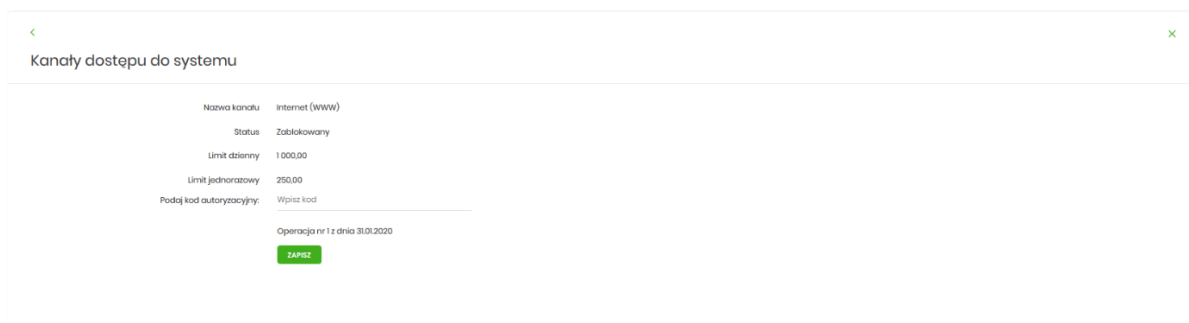 Kanały dostępu do systemu
Nazwa kanału Internet (WWW)
Status Zablokowany
Limit dzienny 1 000,00
Limit jednorazowy 250,00
Podaj kod autoryzacyjny: Wpisz kod
Operacja nr 1 z dnia 31.01.2020
ZAPISZ